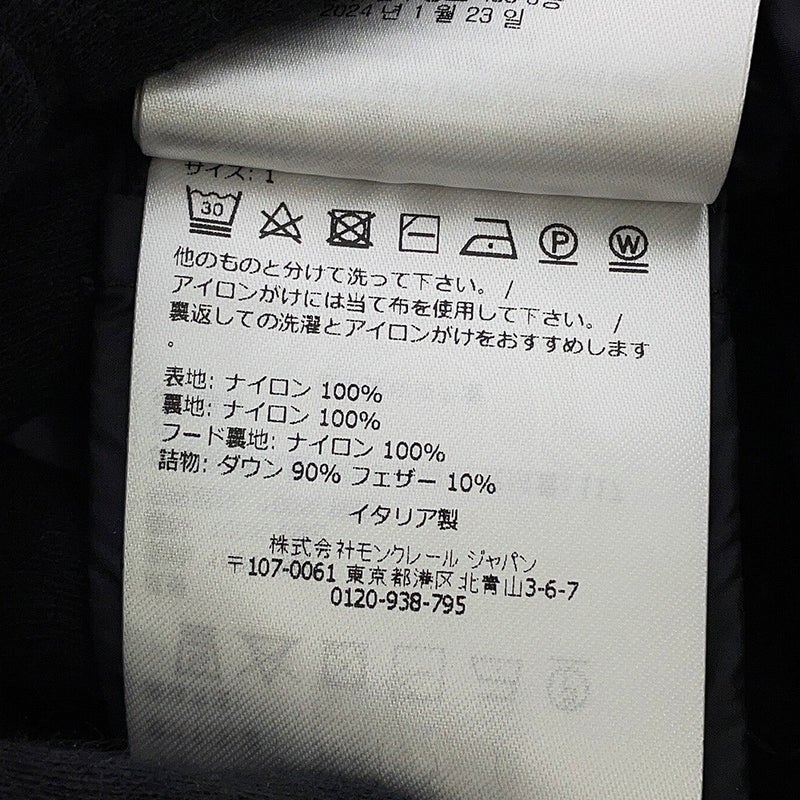 2024 년 1 월 23 일
サイズ: 1
30
P
W
他のものと分けて洗って下さい。 /
アイロンがけには当て布を使用して下さい。 /
裏返しての洗濯とアイロンがけをおすすめします
。
表地: ナイロン 100%
裏地: ナイロン 100%
フード裏地: ナイロン 100%
詰物: ダウン 90% フェザー 10%
イタリア製
株式会社モンクレール ジャパン
〒107-0061 東京都港区北青山3-6-7
0120-938-795